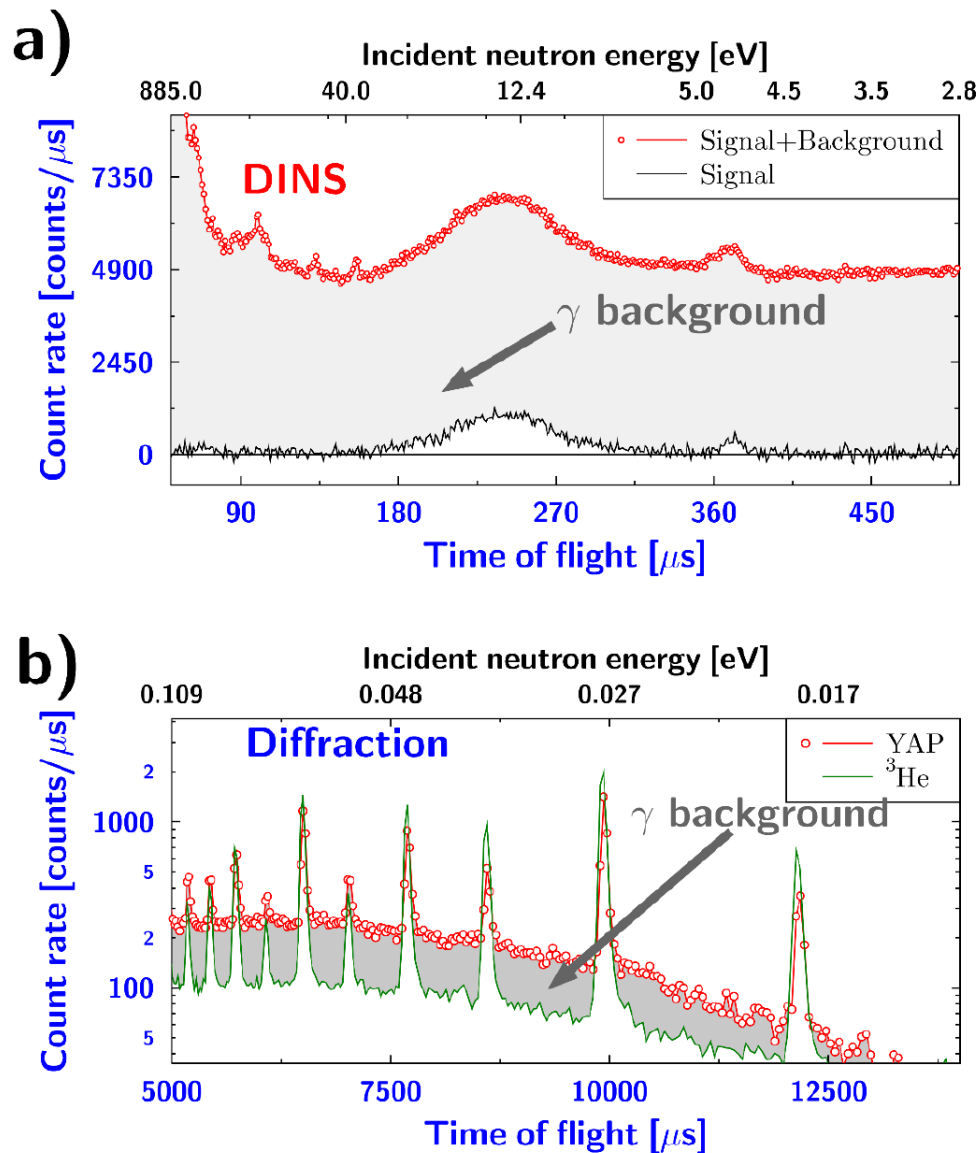 a)
Incident neutron energy [eV]
885.0 40.0 12.4 5.0 4.5 3.5 2.8
Signal+Background
Signal
DINS
γ background
Count rate [counts/μs]
7350
4900
2450
0
90 180 270 360 450
Time of flight [μs]
b)
Incident neutron energy [eV]
0.109 0.048 0.027 0.017
YAP
³He
Diffraction
γ background
Count rate [counts/μs]
2
1000
5
2
100
5
5000 7500 10000 12500
Time of flight [μs]